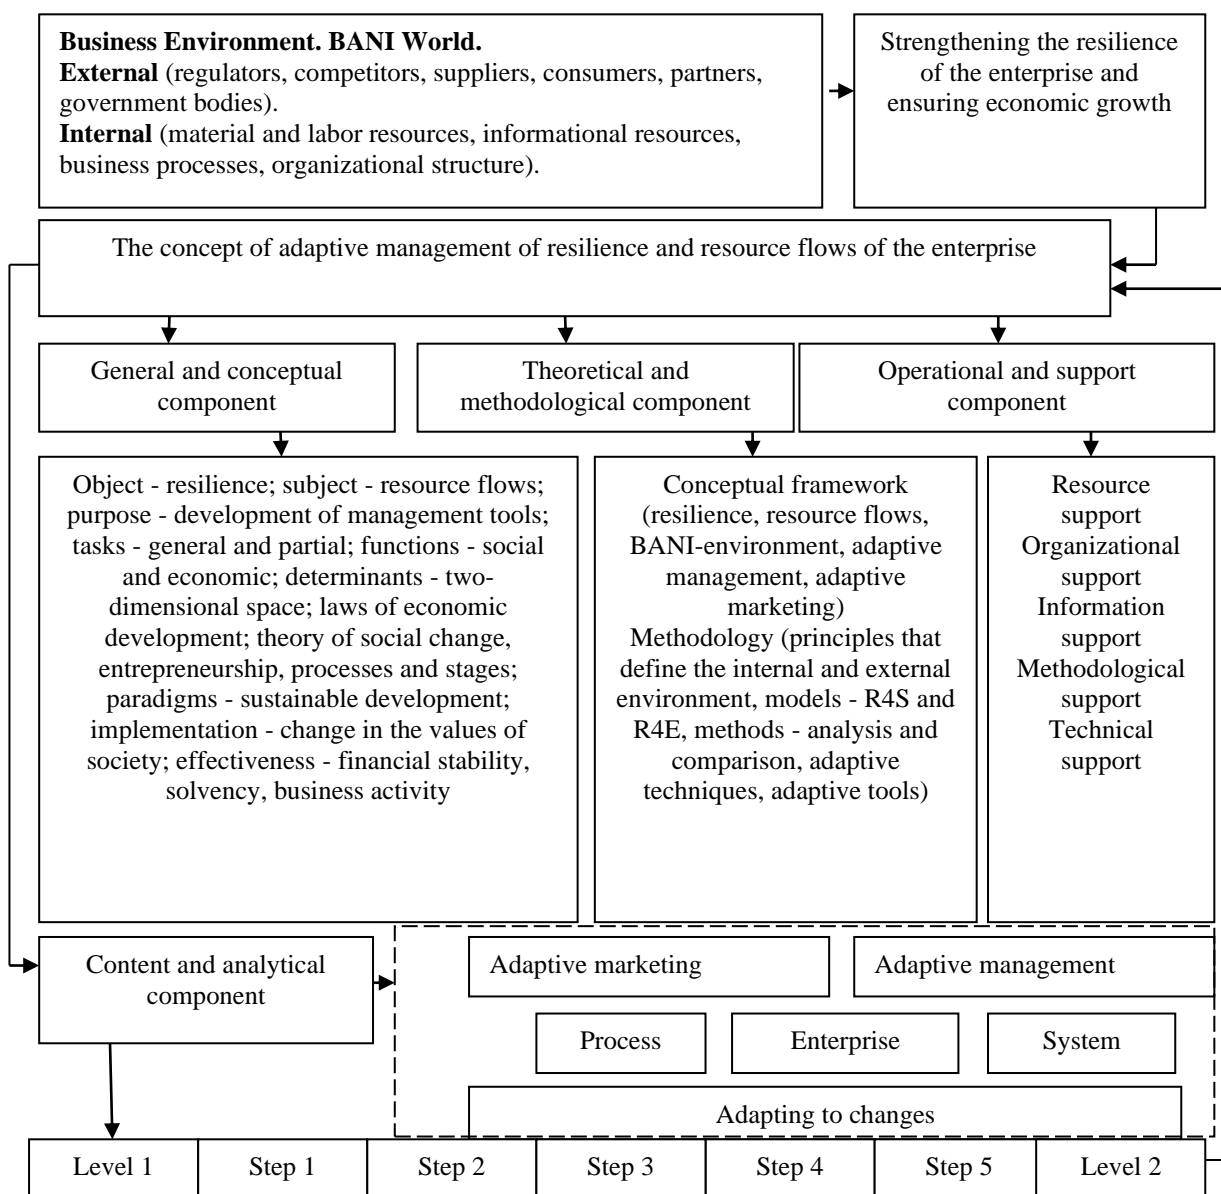 Business Environment. BANI World.
External (regulators, competitors, suppliers, consumers, partners,
government bodies).
Internal (material and labor resources, informational resources,
business processes, organizational structure).
Strengthening the resilience
of the enterprise and
ensuring economic growth
The concept of adaptive management of resilience and resource flows of the enterprise
General and conceptual
component
Theoretical and
methodological component
Operational and support
component
Object - resilience; subject - resource flows;
purpose - development of management tools;
tasks - general and partial; functions - social
and economic; determinants - two-
dimensional space; laws of economic
development; theory of social change,
entrepreneurship, processes and stages;
paradigms - sustainable development;
implementation - change in the values of
society; effectiveness - financial stability,
solvency, business activity
Conceptual framework
(resilience, resource flows,
BANI-environment, adaptive
management, adaptive
marketing)
Methodology (principles that
define the internal and external
environment, models - R4S and
R4E, methods - analysis and
comparison, adaptive
techniques, adaptive tools)
Resource
support
Organizational
support
Information
support
Methodological
support
Technical
support
Content and analytical
component
Adaptive marketing
Adaptive management
Process
Enterprise
System
Adapting to changes
Level 1
Step 1
Step 2
Step 3
Step 4
Step 5
Level 2